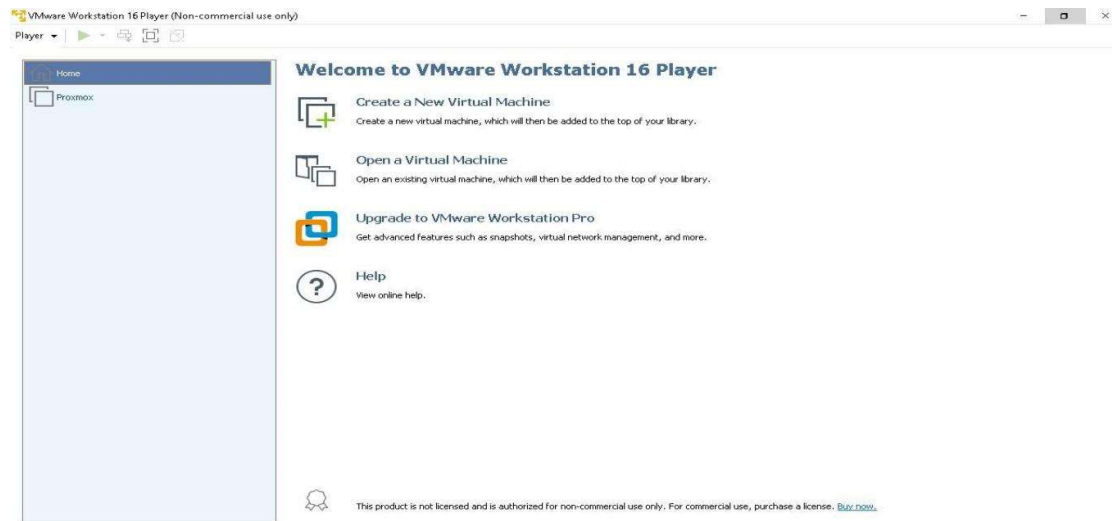 VMware Workstation 16 Player (Non-commercial use only)
Player
Home
Proxmox
Welcome to VMware Workstation 16 Player
Create a New Virtual Machine
Create a new virtual machine, which will then be added to the top of your library.
Open a Virtual Machine
Open an existing virtual machine, which will then be added to the top of your library.
Upgrade to VMware Workstation Pro
Get advanced features such as snapshots, virtual network management, and more.
?
Help
View online help.
This product is not licensed and is authorized for non-commercial use only. For commercial use, purchase a license. Buy now.